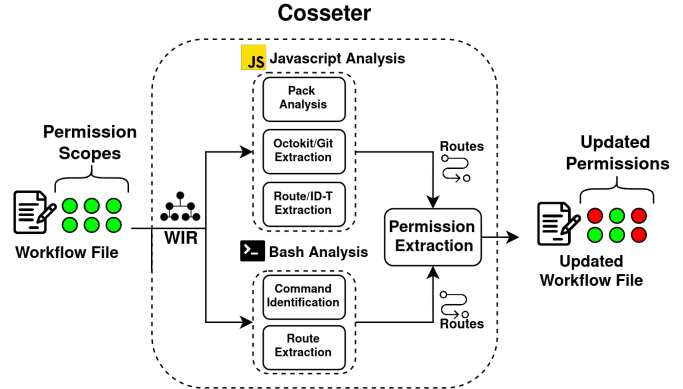 Cosseter
JS
Javascript Analysis
Pack
Analysis
Octokit/Git
Extraction
Route/ID-T
Extraction
Permission
Scopes
Workflow File
WIR
>_
Bash Analysis
Command
Identification
Route
Extraction
Routes
Permission
Extraction
Routes
Updated
Permissions
Updated
Workflow File